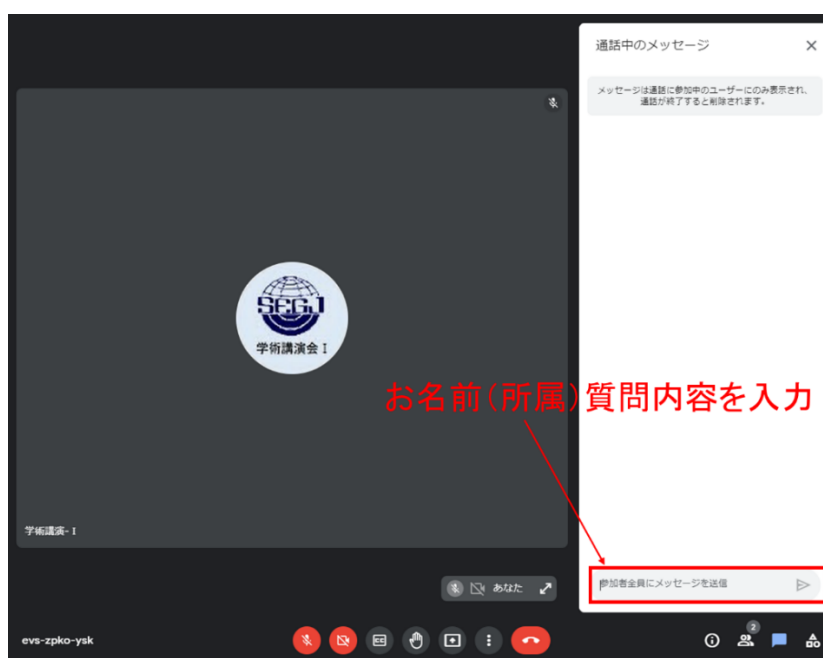 通話中のメッセージ
メッセージは通話に参加中のユーザーにのみ表示され、
通話が終了すると削除されます。
SEGJ
学術講演会 I
お名前(所属)質問内容を入力
学術講演- I
参加者全員にメッセージを送信
あなた
evs-zpko-ysk
2